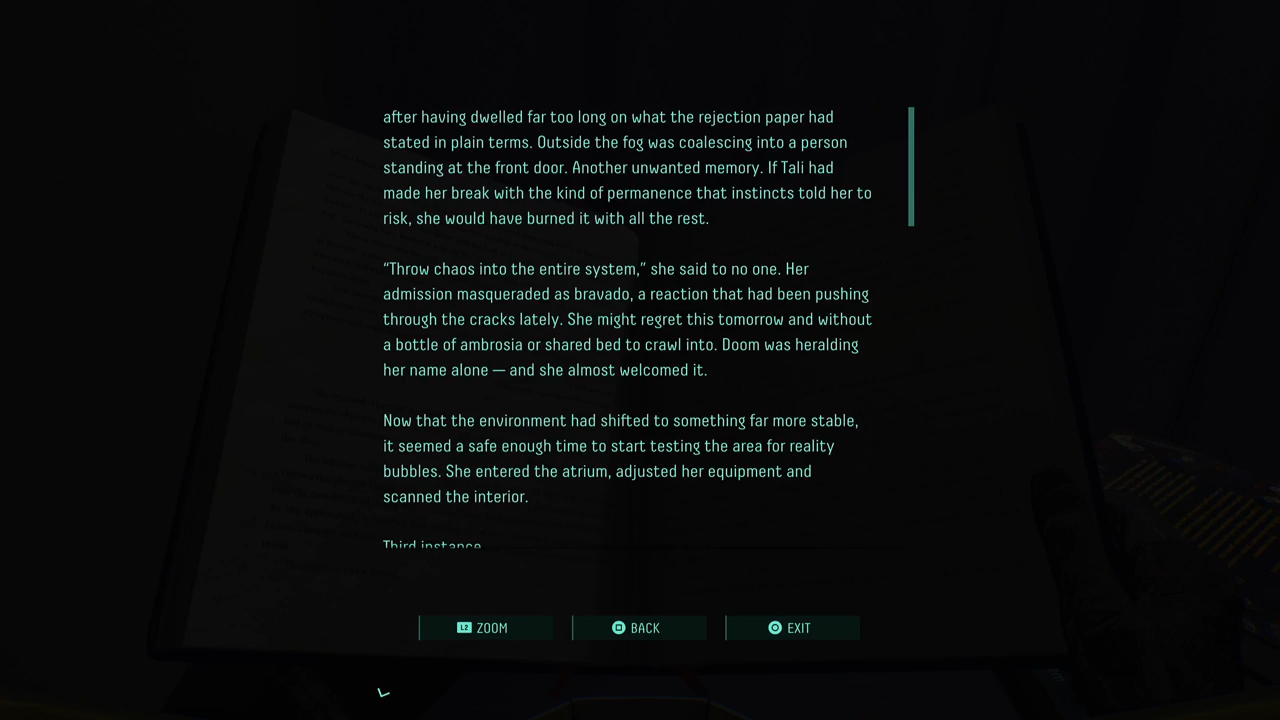 after having dwelled far too long on what the rejection paper had
stated in plain terms. Outside the fog was coalescing into a person
standing at the front door. Another unwanted memory. If Tali had
made her break with the kind of permanence that instincts told her to
risk, she would have burned it with all the rest.
“Throw chaos into the entire system,” she said to no one. Her
admission masqueraded as bravado, a reaction that had been pushing
through the cracks lately. She might regret this tomorrow and without
a bottle of ambrosia or shared bed to crawl into. Doom was heralding
her name alone — and she almost welcomed it.
Now that the environment had shifted to something far more stable,
it seemed a safe enough time to start testing the area for reality
bubbles. She entered the atrium, adjusted her equipment and
scanned the interior.
Third instance
L2 ZOOM
BACK
EXIT